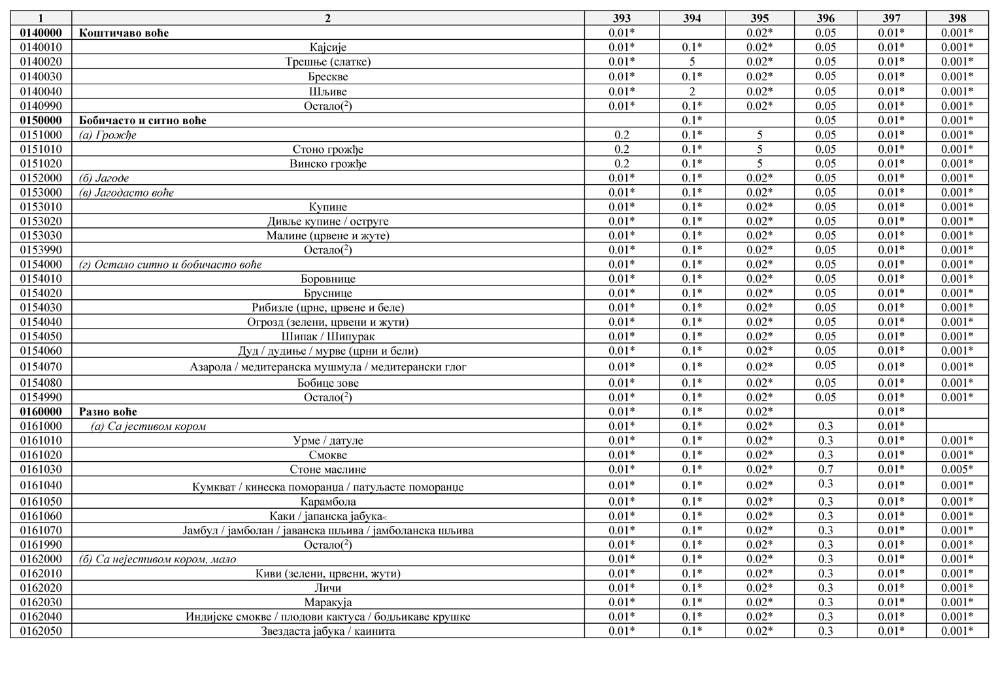 1 2 393 394 395 396 397 398
0140000 Коштичаво воће 0.01* 0.02* 0.05 0.01* 0.001*
0140010 Кајсије 0.01* 0.1* 0.02* 0.05 0.01* 0.001*
0140020 Трешње (слатке) 0.01* 5 0.02* 0.05 0.01* 0.001*
0140030 Брескве 0.01* 0.1* 0.02* 0.05 0.01* 0.001*
0140040 Шљиве 0.01* 2 0.02* 0.05 0.01* 0.001*
0140990 Остало(²) 0.01* 0.1* 0.02* 0.05 0.01* 0.001*
0150000 Бобичасто и ситно воће 0.1* 0.05 0.01* 0.001*
0151000 (а) Грожђе 0.2 0.1* 5 0.05 0.01* 0.001*
0151010 Стоно грожђе 0.2 0.1* 5 0.05 0.01* 0.001*
0151020 Винско грожђе 0.2 0.1* 5 0.05 0.01* 0.001*
0152000 (б) Јагоде 0.01* 0.1* 0.02* 0.05 0.01* 0.001*
0153000 (в) Јагодасто воће 0.01* 0.1* 0.02* 0.05 0.01* 0.001*
0153010 Купине 0.01* 0.1* 0.02* 0.05 0.01* 0.001*
0153020 Дивље купине / оструге 0.01* 0.1* 0.02* 0.05 0.01* 0.001*
0153030 Малине (црвене и жуте) 0.01* 0.1* 0.02* 0.05 0.01* 0.001*
0153990 Остало(²) 0.01* 0.1* 0.02* 0.05 0.01* 0.001*
0154000 (г) Остало ситно и бобичасто воће 0.01* 0.1* 0.02* 0.05 0.01* 0.001*
0154010 Боровнице 0.01* 0.1* 0.02* 0.05 0.01* 0.001*
0154020 Бруснице 0.01* 0.1* 0.02* 0.05 0.01* 0.001*
0154030 Рибизле (црне, црвене и беле) 0.01* 0.1* 0.02* 0.05 0.01* 0.001*
0154040 Огрозд (зелени, црвени и жути) 0.01* 0.1* 0.02* 0.05 0.01* 0.001*
0154050 Шипак / Шипурак 0.01* 0.1* 0.02* 0.05 0.01* 0.001*
0154060 Дуд / дудиње / мурве (црни и бели) 0.01* 0.1* 0.02* 0.05 0.01* 0.001*
0154070 Азарола / медитеранска мушмула / медитерански глог 0.01* 0.1* 0.02* 0.05 0.01* 0.001*
0154080 Бобице зове 0.01* 0.1* 0.02* 0.05 0.01* 0.001*
0154990 Остало(²) 0.01* 0.1* 0.02* 0.05 0.01* 0.001*
0160000 Разно воће 0.01* 0.1* 0.02* 0.01*
0161000 (а) Са јестивом кором 0.01* 0.1* 0.02* 0.3 0.01*
0161010 Урме / датуле 0.01* 0.1* 0.02* 0.3 0.01* 0.001*
0161020 Смокве 0.01* 0.1* 0.02* 0.3 0.01* 0.001*
0161030 Стоне маслине 0.01* 0.1* 0.02* 0.7 0.01* 0.005*
0161040 Кумкват / кинеска поморанџа / патуљасте поморанџе 0.01* 0.1* 0.02* 0.3 0.01* 0.001*
0161050 Карамбола 0.01* 0.1* 0.02* 0.3 0.01* 0.001*
0161060 Каки / јапанска јабука< 0.01* 0.1* 0.02* 0.3 0.01* 0.001*
0161070 Јамбул / јамболан / јаванска шљива / јамболанска шљива 0.01* 0.1* 0.02* 0.3 0.01* 0.001*
0161990 Остало(²) 0.01* 0.1* 0.02* 0.3 0.01* 0.001*
0162000 (б) Са нејестивом кором, мало 0.01* 0.1* 0.02* 0.3 0.01* 0.001*
0162010 Киви (зелени, црвени, жути) 0.01* 0.1* 0.02* 0.3 0.01* 0.001*
0162020 Личи 0.01* 0.1* 0.02* 0.3 0.01* 0.001*
0162030 Маракуја 0.01* 0.1* 0.02* 0.3 0.01* 0.001*
0162040 Индијске смокве / плодови кактуса / бодљикаве крушке 0.01* 0.1* 0.02* 0.3 0.01* 0.001*
0162050 Звездаста јабука / каинита 0.01* 0.1* 0.02* 0.3 0.01* 0.001*